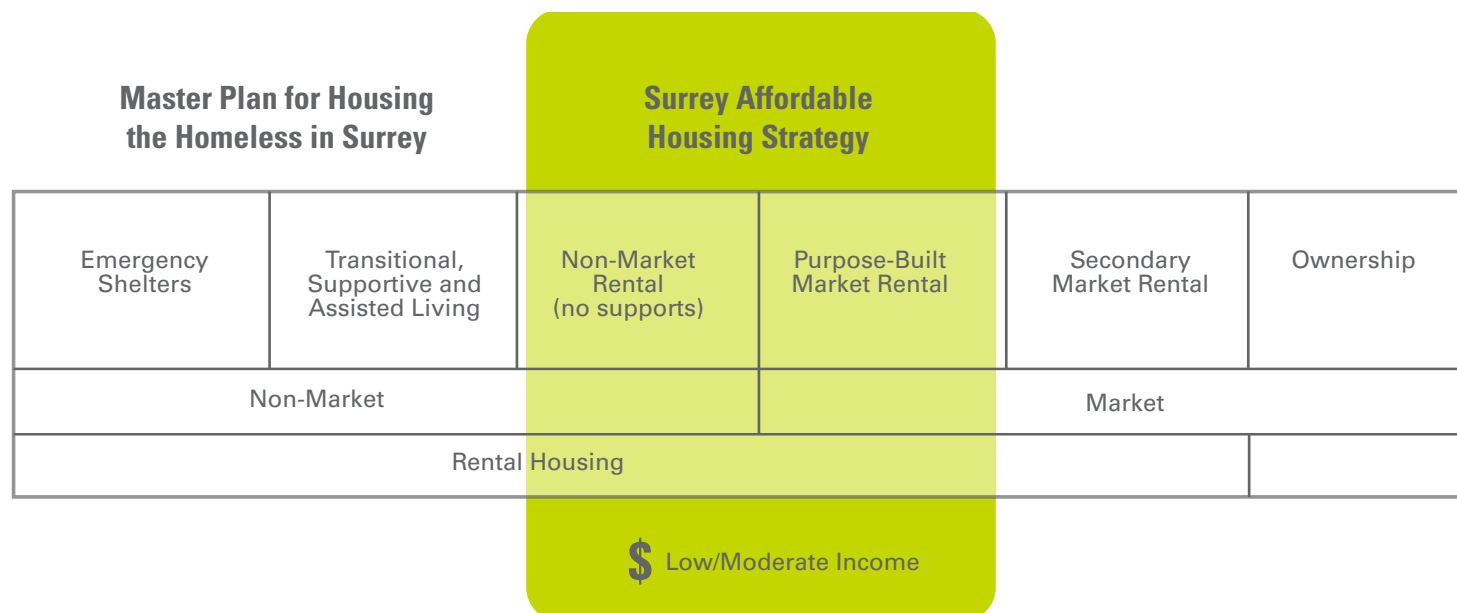 Master Plan for Housing
the Homeless in Surrey
Surrey Affordable
Housing Strategy
Emergency
Shelters
Transitional,
Supportive and
Assisted Living
Non-Market
Rental
(no supports)
Purpose-Built
Market Rental
Secondary
Market Rental
Ownership
Non-Market
Market
Rental Housing
$ Low/Moderate Income